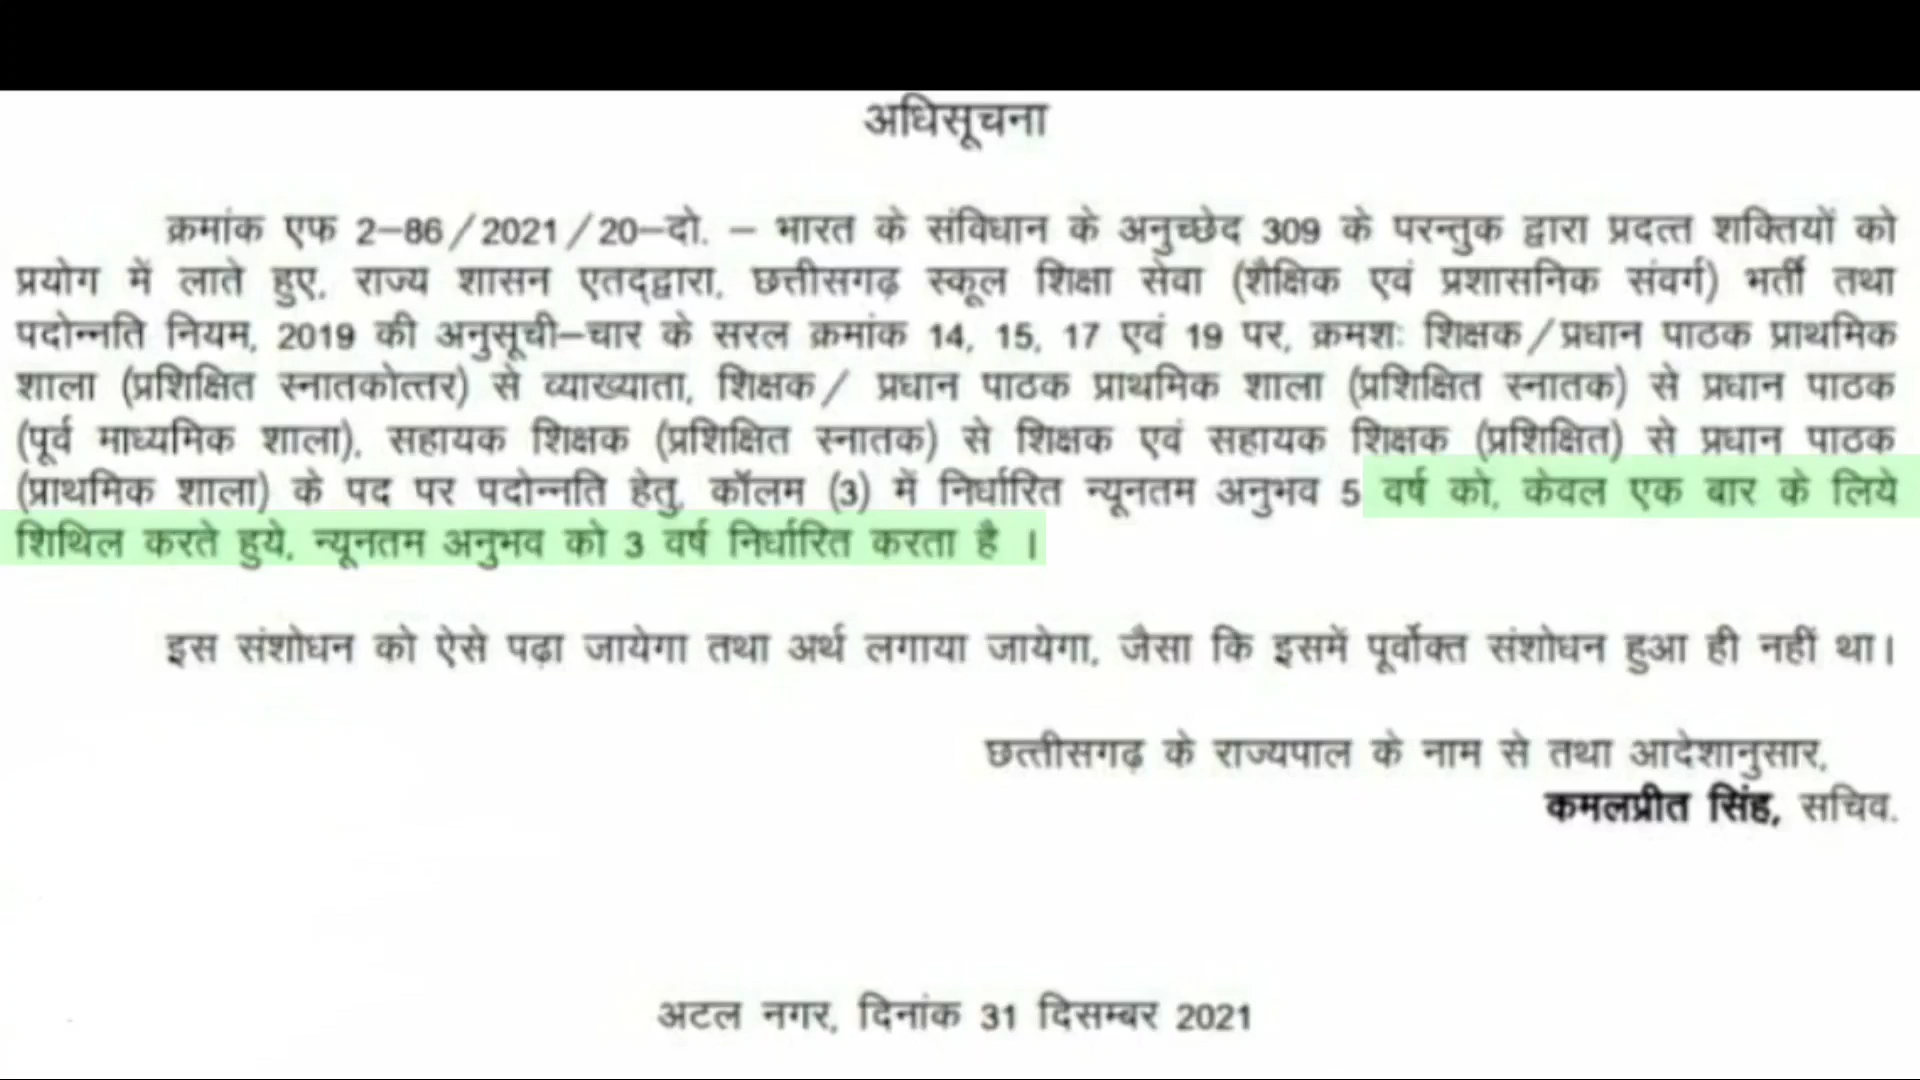 अधिसूचना
क्रमांक एफ 2–86/2021/20–दो. – भारत के संविधान के अनुच्छेद 309 के परन्तुक द्वारा प्रदत्त शक्तियों को
प्रयोग में लाते हुए, राज्य शासन एतद्द्वारा, छत्तीसगढ़ स्कूल शिक्षा सेवा (शैक्षिक एवं प्रशासनिक संवर्ग) भर्ती तथा
पदोन्नति नियम, 2019 की अनुसूची–चार के सरल क्रमांक 14, 15, 17 एवं 19 पर, क्रमशः शिक्षक/प्रधान पाठक प्राथमिक
शाला (प्रशिक्षित स्नातकोत्तर) से व्याख्याता, शिक्षक/ प्रधान पाठक प्राथमिक शाला (प्रशिक्षित स्नातक) से प्रधान पाठक
(पूर्व माध्यमिक शाला), सहायक शिक्षक (प्रशिक्षित स्नातक) से शिक्षक एवं सहायक शिक्षक (प्रशिक्षित) से प्रधान पाठक
(प्राथमिक शाला) के पद पर पदोन्नति हेतु, कॉलम (3) में निर्धारित न्यूनतम अनुभव 5 वर्ष को, केवल एक बार के लिये
शिथिल करते हुये, न्यूनतम अनुभव को 3 वर्ष निर्धारित करता है ।
इस संशोधन को ऐसे पढ़ा जायेगा तथा अर्थ लगाया जायेगा, जैसा कि इसमें पूर्वोक्त संशोधन हुआ ही नहीं था।
छत्तीसगढ़ के राज्यपाल के नाम से तथा आदेशानुसार,
कमलप्रीत सिंह, सचिव.
अटल नगर, दिनांक 31 दिसम्बर 2021